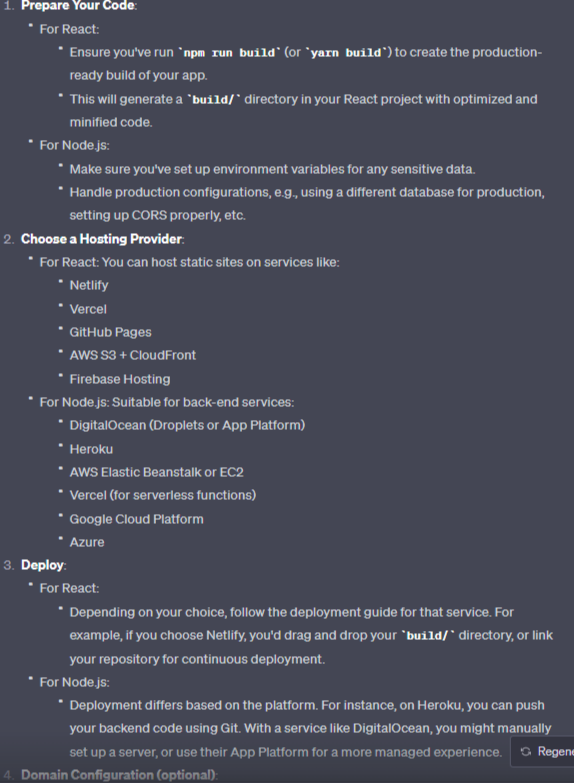 1. Prepare Your Code:
For React:
Ensure you've run `npm run build` (or `yarn build`) to create the production-
ready build of your app.
This will generate a `build/` directory in your React project with optimized and
minified code.
For Node.js:
Make sure you've set up environment variables for any sensitive data.
Handle production configurations, e.g., using a different database for production,
setting up CORS properly, etc.
2. Choose a Hosting Provider:
For React: You can host static sites on services like:
Netlify
Vercel
GitHub Pages
AWS S3 + CloudFront
Firebase Hosting
For Node.js: Suitable for back-end services:
DigitalOcean (Droplets or App Platform)
Heroku
AWS Elastic Beanstalk or EC2
Vercel (for serverless functions)
Google Cloud Platform
Azure
3. Deploy:
For React:
Depending on your choice, follow the deployment guide for that service. For
example, if you choose Netlify, you'd drag and drop your `build/` directory, or link
your repository for continuous deployment.
For Node.js:
Deployment differs based on the platform. For instance, on Heroku, you can push
your backend code using Git. With a service like DigitalOcean, you might manually
set up a server, or use their App Platform for a more managed experience.
Regene
4. Domain Configuration (optional):